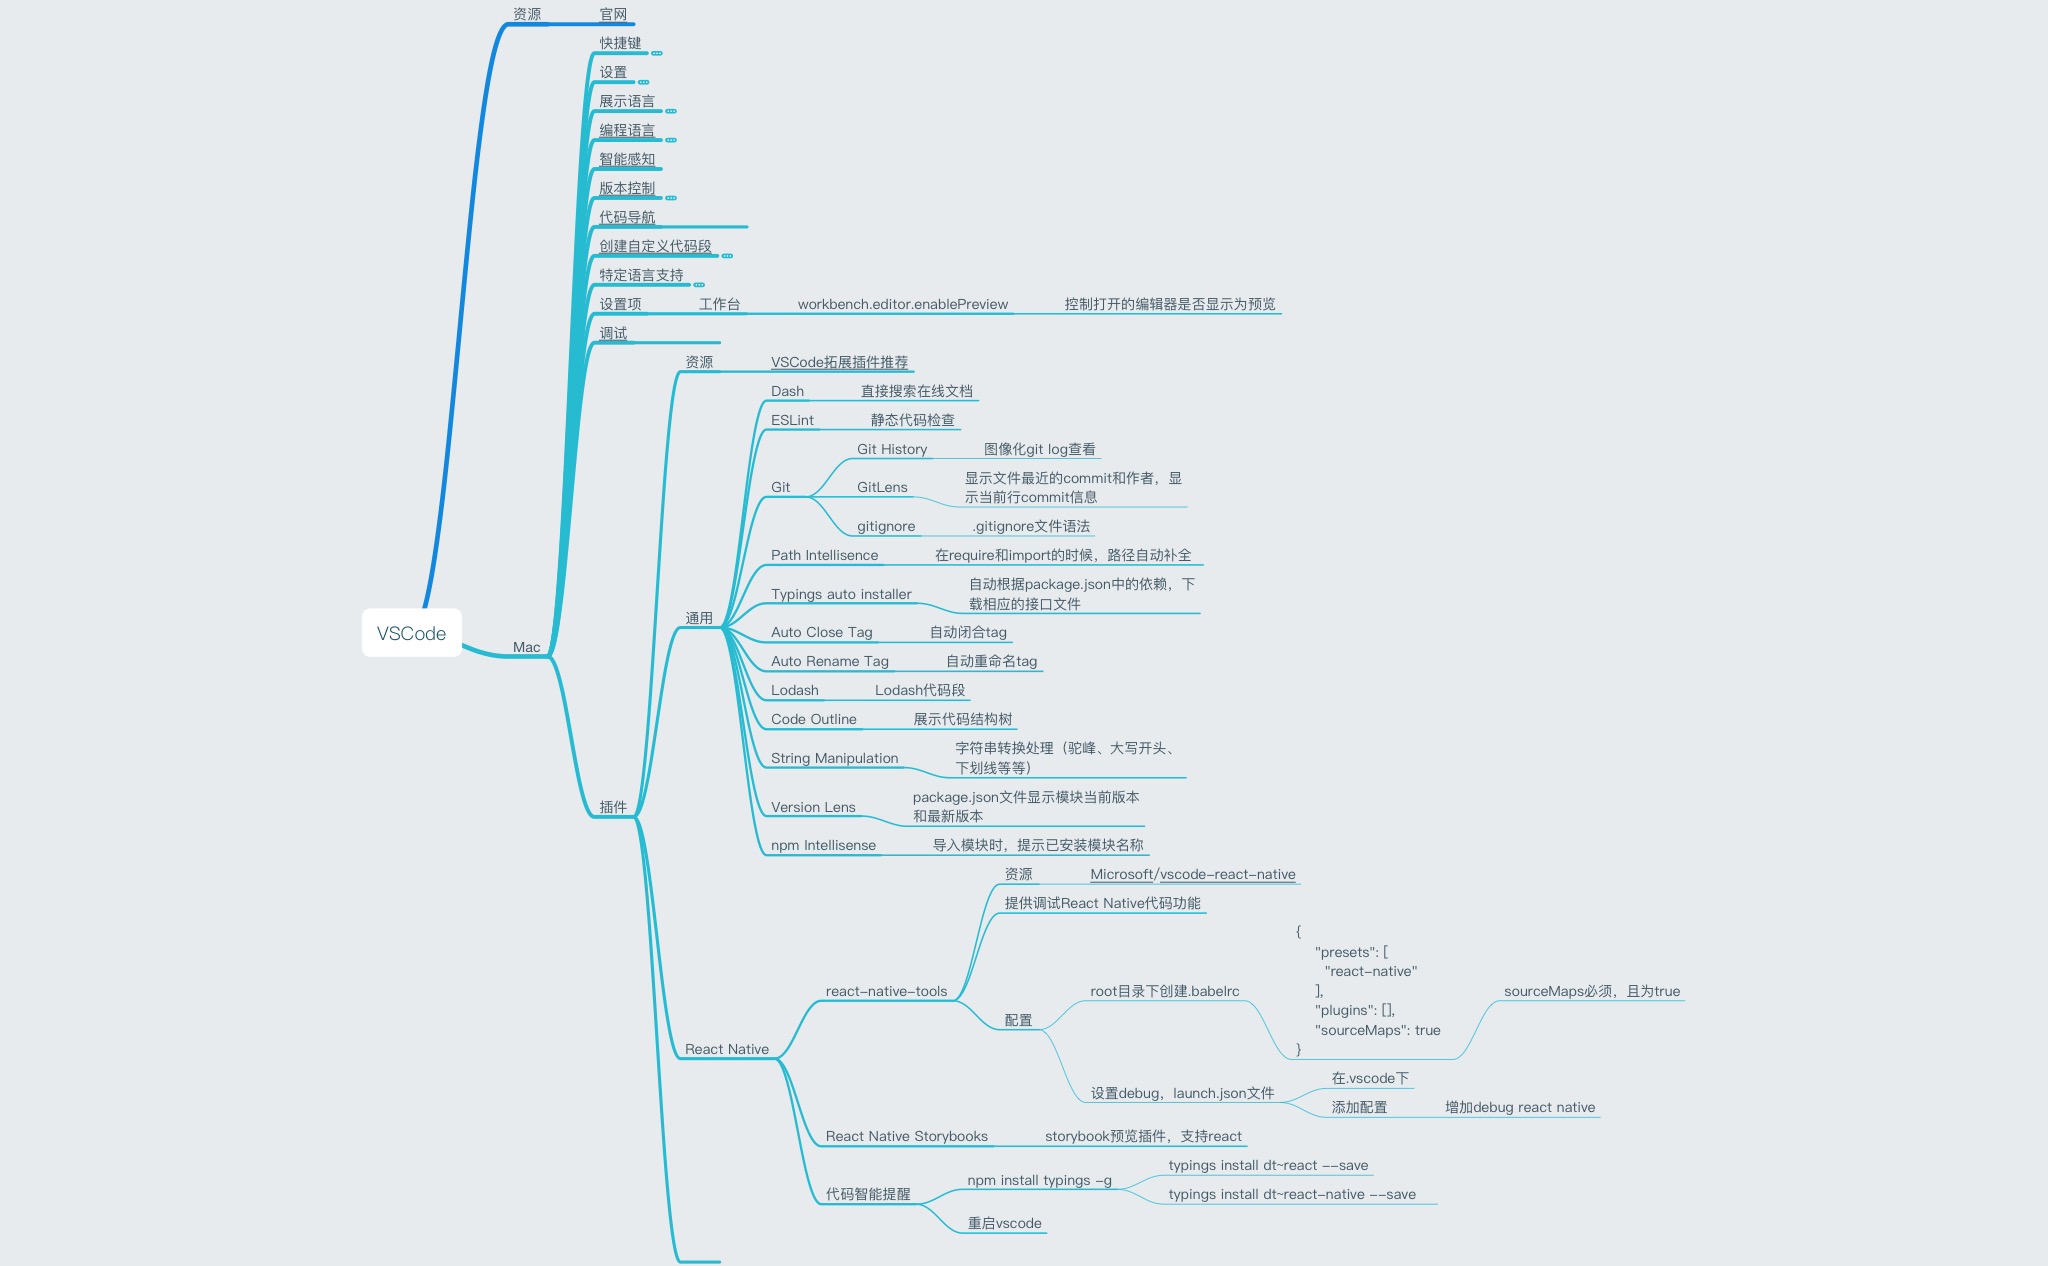 资源
官网
快捷键
设置
展示语言
编程语言
智能感知
版本控制
代码导航
创建自定义代码段
特定语言支持
设置项
工作台
workbench.editor.enablePreview
控制打开的编辑器是否显示为预览
调试
资源
VSCode拓展插件推荐
Dash
直接搜索在线文档
ESLint
静态代码检查
Git History
图像化git log查看
Git
GitLens
显示文件最近的commit和作者，显
示当前行commit信息
gitignore
.gitignore文件语法
Path Intellisence
在require和import的时候，路径自动补全
Typings auto installer
自动根据package.json中的依赖，下
载相应的接口文件
通用
Auto Close Tag
自动闭合tag
VSCode
Mac
Auto Rename Tag
自动重命名tag
Lodash
Lodash代码段
Code Outline
展示代码结构树
String Manipulation
字符串转换处理（驼峰、大写开头、
下划线等等）
插件
Version Lens
package.json文件显示模块当前版本
和最新版本
npm Intellisense
导入模块时，提示已安装模块名称
资源
Microsoft/vscode-react-native
提供调试React Native代码功能
react-native-tools
配置
root目录下创建.babelrc
{
"presets": [
"react-native"
],
"plugins": [],
"sourceMaps": true
}
sourceMaps必须，且为true
React Native
设置debug，launch.json文件
在.vscode下
添加配置
增加debug react native
React Native Storybooks
storybook预览插件，支持react
代码智能提醒
npm install typings -g
typings install dt~react --save
typings install dt~react-native --save
重启vscode